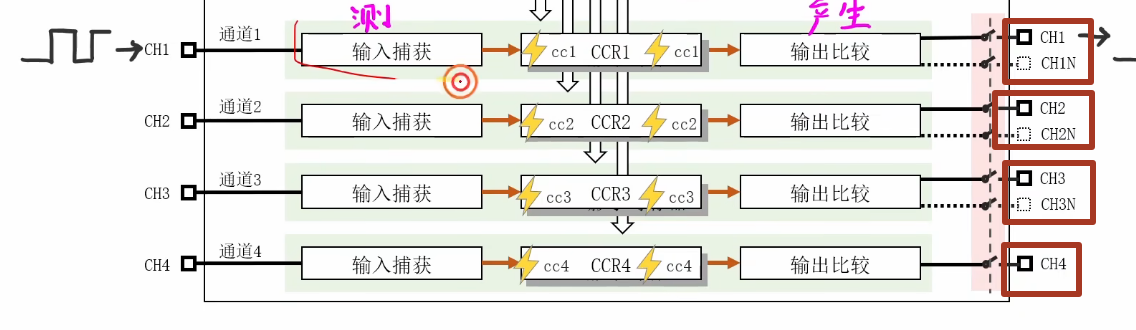 测 产生
CH1 通道1 输入捕获 cc1 CCR1 cc1 输出比较 CH1
CH1N
CH2 通道2 输入捕获 cc2 CCR2 cc2 输出比较 CH2
CH2N
CH3 通道3 输入捕获 cc3 CCR3 cc3 输出比较 CH3
CH3N
CH4 通道4 输入捕获 cc4 CCR4 cc4 输出比较 CH4